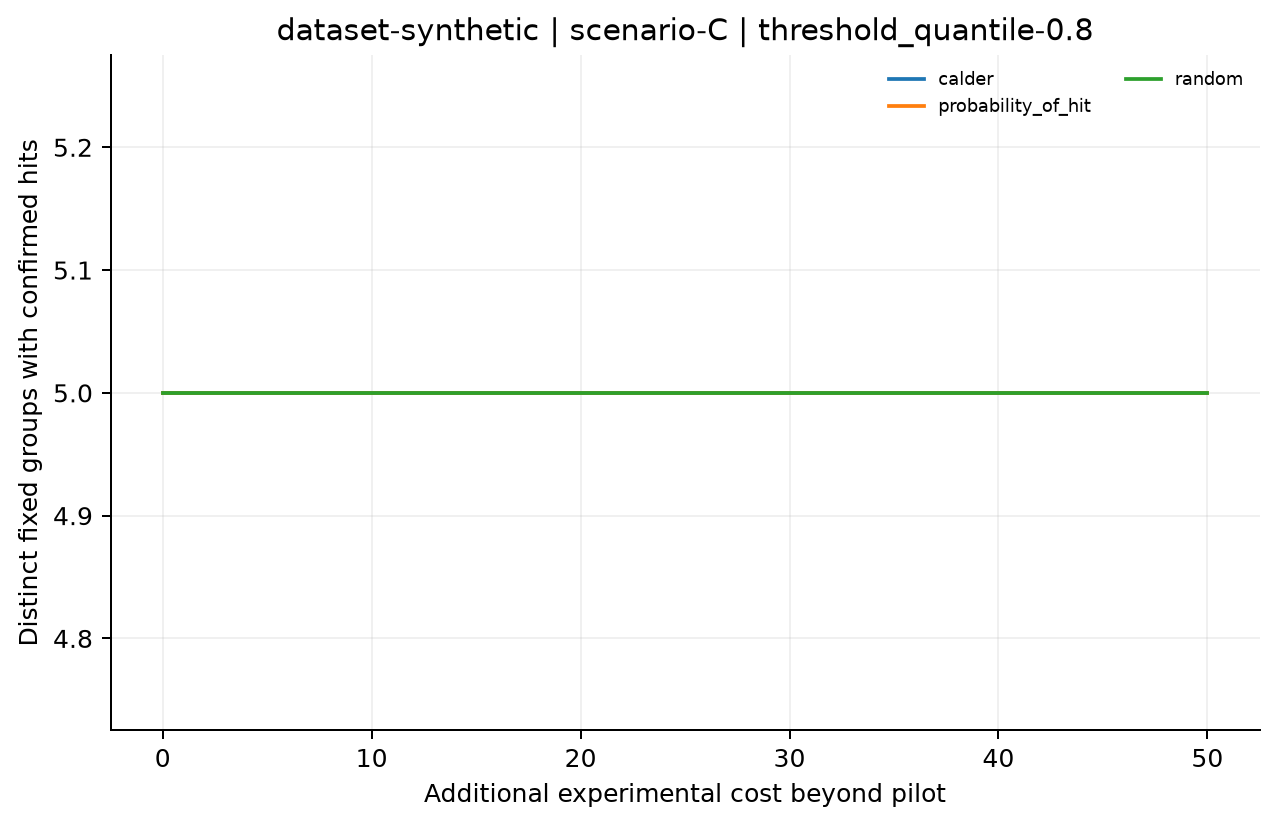 dataset-synthetic | scenario-C | threshold_quantile-0.8
calder
probability_of_hit
random
Distinct fixed groups with confirmed hits
5.2
5.1
5.0
4.9
4.8
0 10 20 30 40 50
Additional experimental cost beyond pilot